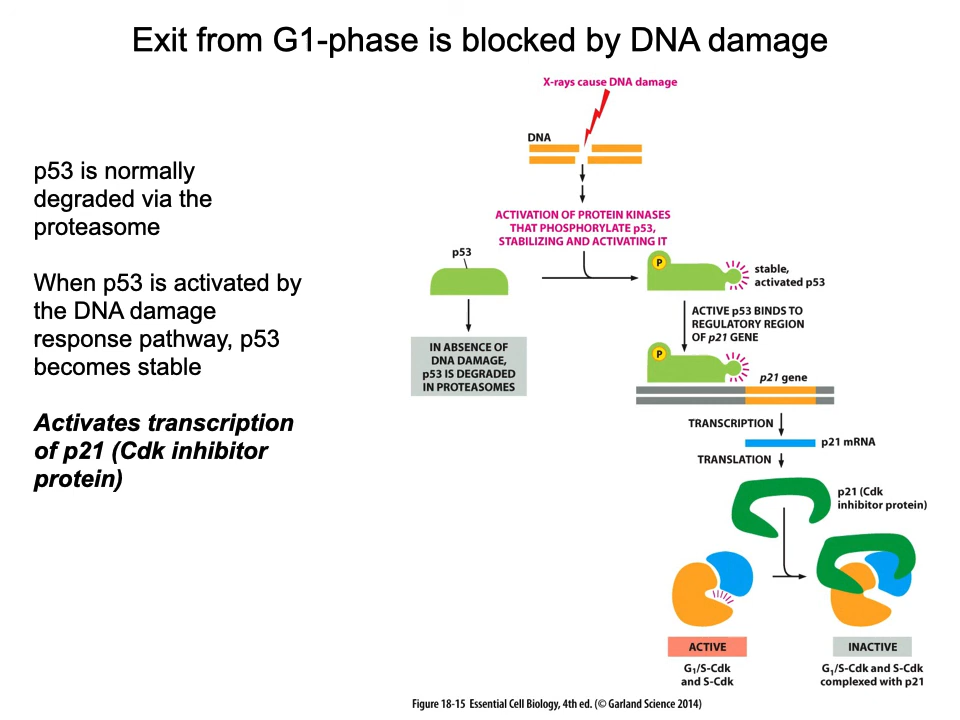 Exit from G1-phase is blocked by DNA damage
p53 is normally
degraded via the
proteasome
When p53 is activated by
the DNA damage
response pathway, p53
becomes stable
Activates transcription
of p21 (Cdk inhibitor
protein)
X-rays cause DNA damage
DNA
ACTIVATION OF PROTEIN KINASES
THAT PHOSPHORYLATE p53,
STABILIZING AND ACTIVATING IT
p53
P
stable,
activated p53
IN ABSENCE OF
DNA DAMAGE,
p53 IS DEGRADED
IN PROTEASOMES
ACTIVE p53 BINDS TO
REGULATORY REGION
OF p21 GENE
P
p21 gene
TRANSCRIPTION
p21 mRNA
TRANSLATION
p21 (Cdk
inhibitor protein)
ACTIVE
G₁/S-Cdk
and S-Cdk
INACTIVE
G₁/S-Cdk and S-Cdk
complexed with p21
Figure 18-15 Essential Cell Biology, 4th ed. (© Garland Science 2014)